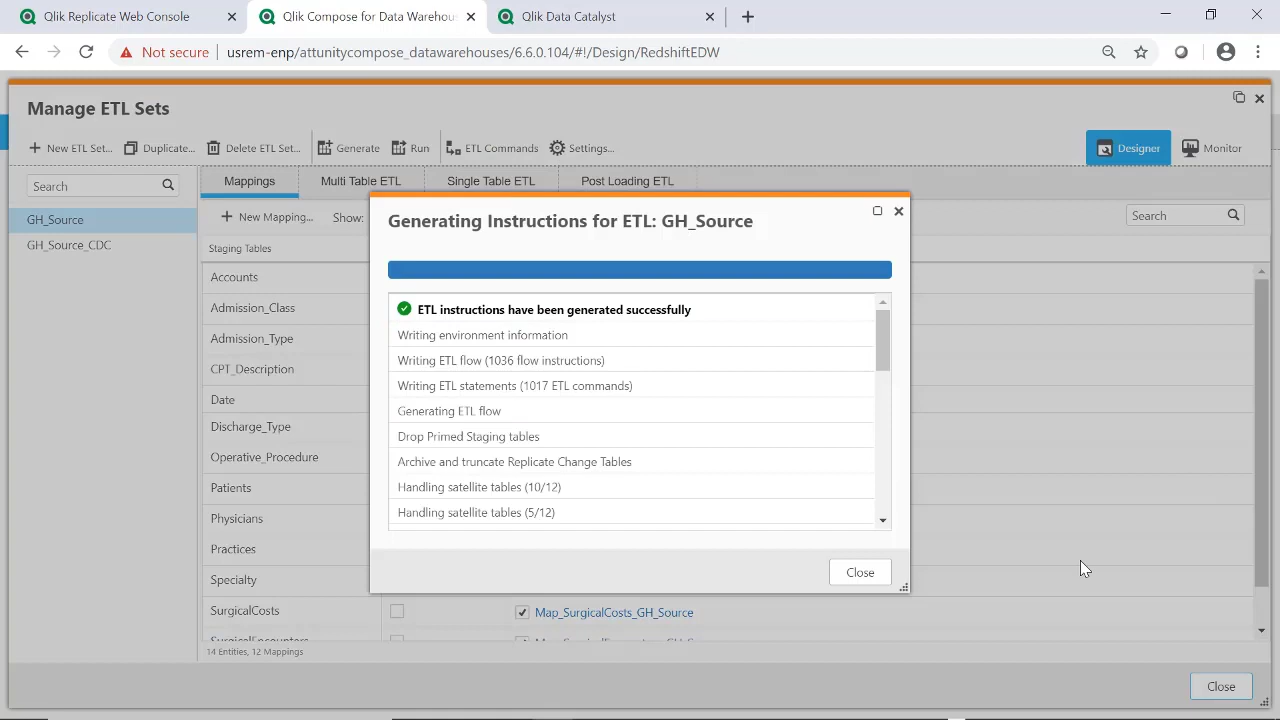 Qlik Replicate Web Console
Qlik Compose for Data Warehous
Qlik Data Catalyst
Not secure
usrem-enp/attunitycompose_datawarehouses/6.6.0.104/#!/Design/RedshiftEDW
Manage ETL Sets
New ETL Set... Duplicate... Delete ETL Set... Generate Run ETL Commands Settings... Designer Monitor
Search
Mappings Multi Table ETL Single Table ETL Post Loading ETL
GH_Source
GH_Source_CDC
New Mapping... Show:
Search
Staging Tables
Accounts
Admission_Class
Admission_Type
CPT_Description
Date
Discharge_Type
Operative_Procedure
Patients
Physicians
Practices
Specialty
SurgicalCosts
Map_SurgicalCosts_GH_Source
14 Entities, 12 Mappings
Generating Instructions for ETL: GH_Source
ETL instructions have been generated successfully
Writing environment information
Writing ETL flow (1036 flow instructions)
Writing ETL statements (1017 ETL commands)
Generating ETL flow
Drop Primed Staging tables
Archive and truncate Replicate Change Tables
Handling satellite tables (10/12)
Handling satellite tables (5/12)
Close
Close